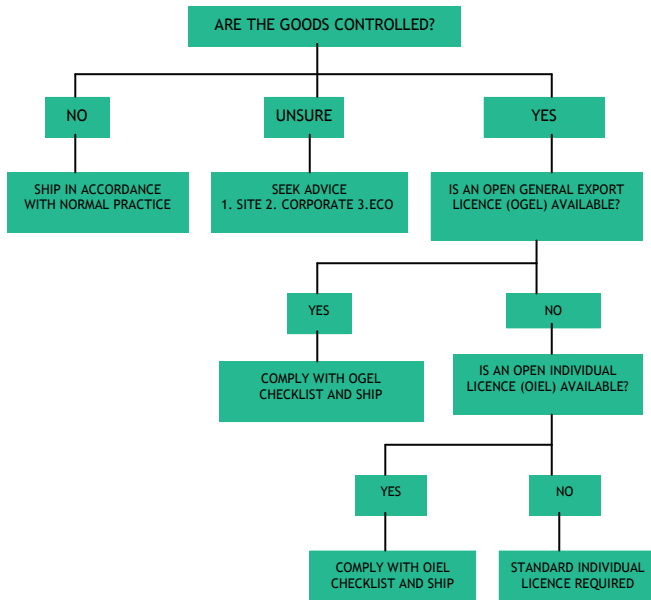 ARE THE GOODS CONTROLLED?
NO
UNSURE
YES
SHIP IN ACCORDANCE
WITH NORMAL PRACTICE
SEEK ADVICE
1. SITE 2. CORPORATE 3.ECO
IS AN OPEN GENERAL EXPORT
LICENCE (OGEL) AVAILABLE?
YES
NO
COMPLY WITH OGEL
CHECKLIST AND SHIP
IS AN OPEN INDIVIDUAL
LICENCE (OIEL) AVAILABLE?
YES
NO
COMPLY WITH OIEL
CHECKLIST AND SHIP
STANDARD INDIVIDUAL
LICENCE REQUIRED